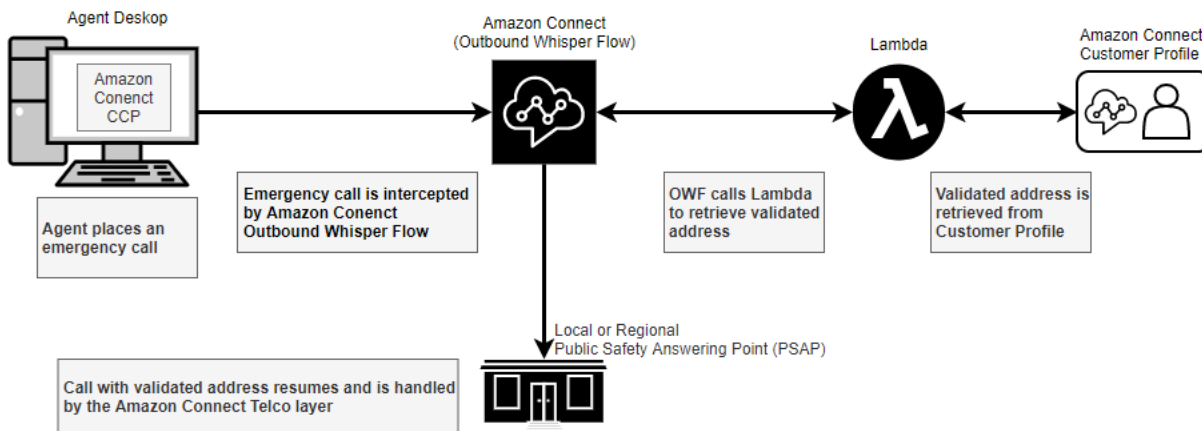 Agent Deskop
Amazon Connect
(Outbound Whisper Flow)
Lambda
Amazon Connect
Customer Profile
Amazon
Conenct
CCP
Agent places an
emergency call
Emergency call is intercepted
by Amazon Conenct
Outbound Whisper Flow
OWF calls Lambda
to retrieve validated
address
Validated address is
retrieved from
Customer Profile
Local or Regional
Public Safety Answering Point (PSAP)
Call with validated address resumes and is handled
by the Amazon Connect Telco layer